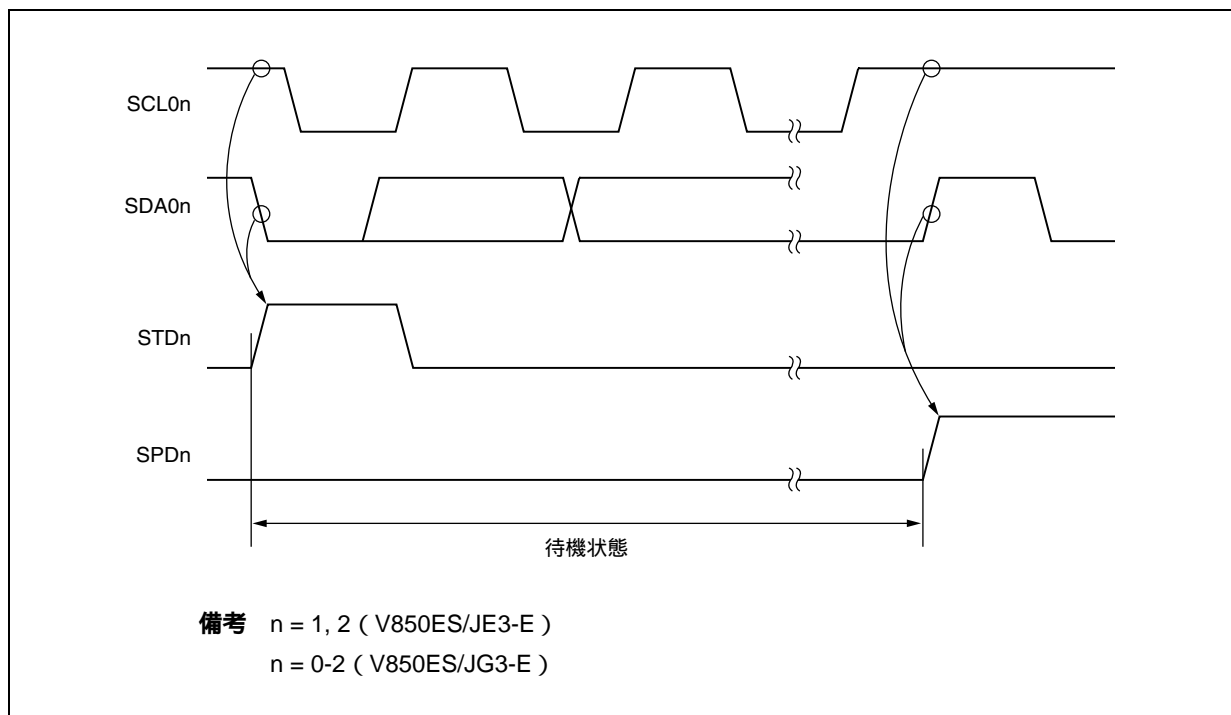 SCL0n
SDA0n
STDn
SPDn
待機状態
備考 n = 1, 2（V850ES/JE3-E）
n = 0-2（V850ES/JG3-E）